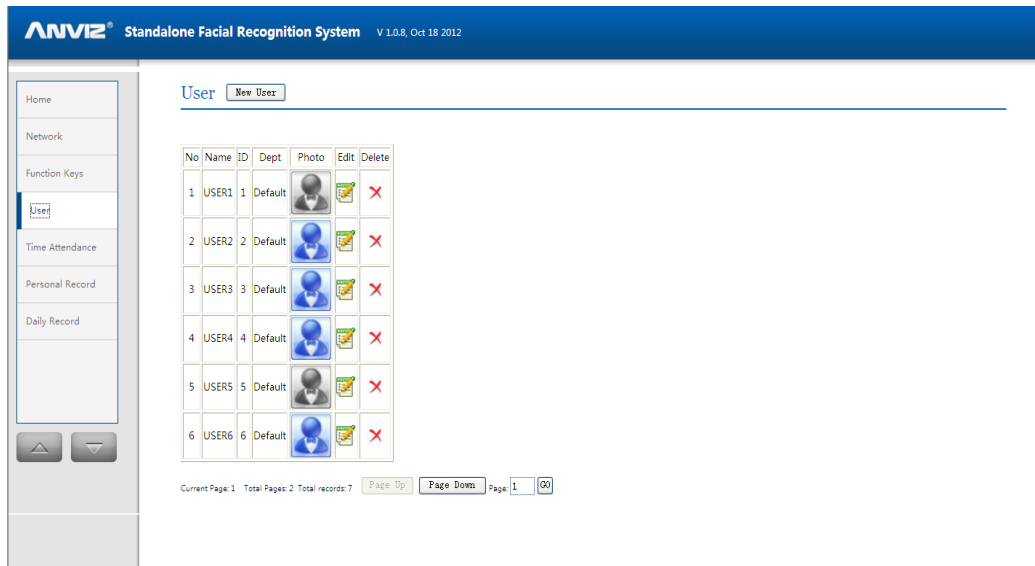 ANVIZ® Standalone Facial Recognition System V 1.0.8, Oct 18 2012
Home
Network
Function Keys
User
Time Attendance
Personal Record
Daily Record
User New User
No Name ID Dept Photo Edit Delete
1 USER1 1 Default
2 USER2 2 Default
3 USER3 3 Default
4 USER4 4 Default
5 USER5 5 Default
6 USER6 6 Default
Current Page: 1 Total Pages: 2 Total records: 7 Page Up Page Down Page: 1 GO